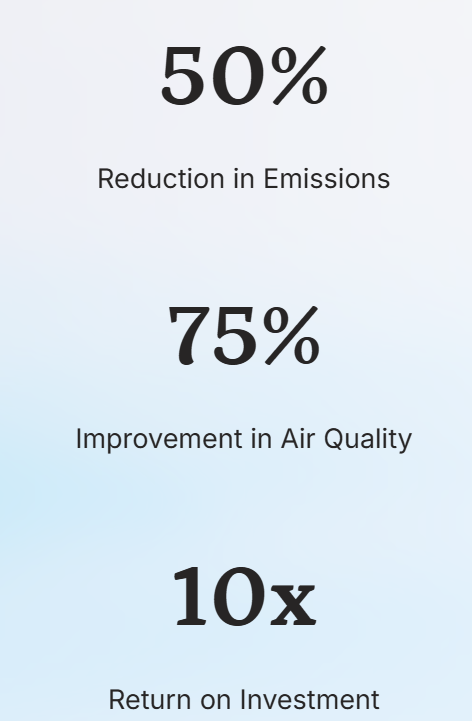 50%
Reduction in Emissions
75%
Improvement in Air Quality
10x
Return on Investment